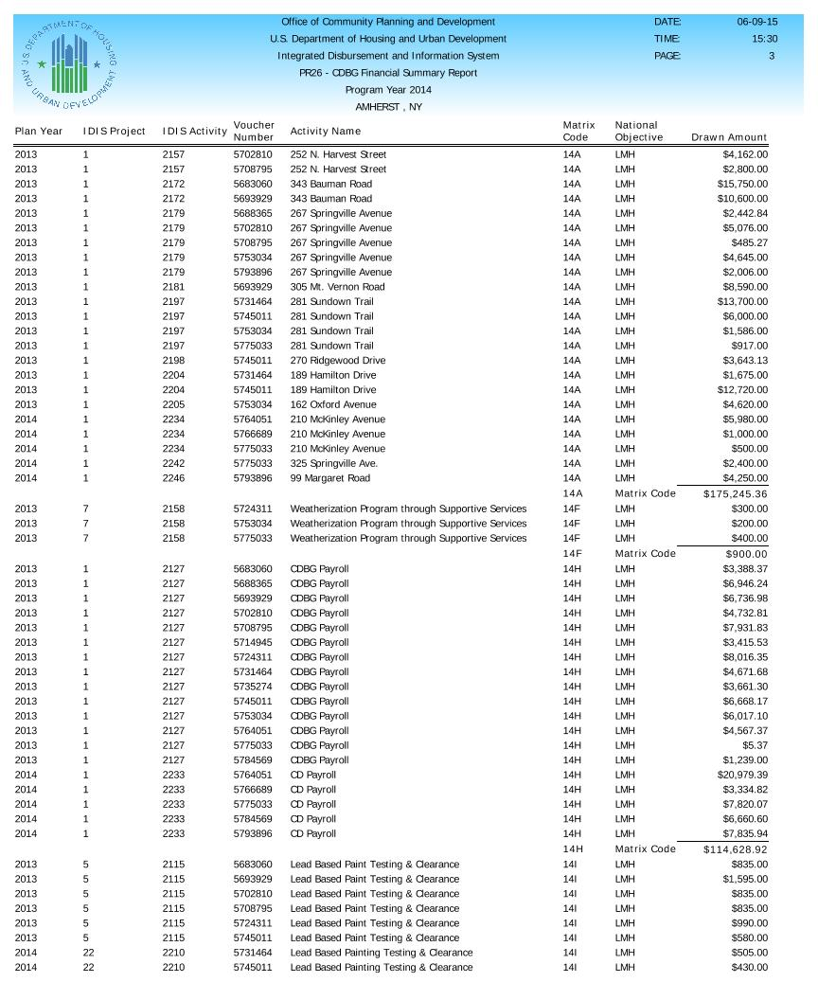 U.S. DEPARTMENT OF HOUSING AND URBAN DEVELOPMENT
Office of Community Planning and Development DATE: 06-09-15
U.S. Department of Housing and Urban Development TIME: 15:30
Integrated Disbursement and Information System PAGE: 3
PR26 - CDBG Financial Summary Report
Program Year 2014
AMHERST , NY
Plan Year IDIS Project IDIS Activity Voucher Number Activity Name Matrix Code National Objective Drawn Amount
2013 1 2157 5702810 252 N. Harvest Street 14A LMH $4,162.00
2013 1 2157 5708795 252 N. Harvest Street 14A LMH $2,800.00
2013 1 2172 5683060 343 Bauman Road 14A LMH $15,750.00
2013 1 2172 5693929 343 Bauman Road 14A LMH $10,600.00
2013 1 2179 5688365 267 Springville Avenue 14A LMH $2,442.84
2013 1 2179 5702810 267 Springville Avenue 14A LMH $5,076.00
2013 1 2179 5708795 267 Springville Avenue 14A LMH $485.27
2013 1 2179 5753034 267 Springville Avenue 14A LMH $4,645.00
2013 1 2179 5793896 267 Springville Avenue 14A LMH $2,006.00
2013 1 2181 5693929 305 Mt. Vernon Road 14A LMH $8,590.00
2013 1 2197 5731464 281 Sundown Trail 14A LMH $13,700.00
2013 1 2197 5745011 281 Sundown Trail 14A LMH $6,000.00
2013 1 2197 5753034 281 Sundown Trail 14A LMH $1,586.00
2013 1 2197 5775033 281 Sundown Trail 14A LMH $917.00
2013 1 2198 5745011 270 Ridgewood Drive 14A LMH $3,643.13
2013 1 2204 5731464 189 Hamilton Drive 14A LMH $1,675.00
2013 1 2204 5745011 189 Hamilton Drive 14A LMH $12,720.00
2013 1 2205 5753034 162 Oxford Avenue 14A LMH $4,620.00
2014 1 2234 5764051 210 McKinley Avenue 14A LMH $5,980.00
2014 1 2234 5766689 210 McKinley Avenue 14A LMH $1,000.00
2014 1 2234 5775033 210 McKinley Avenue 14A LMH $500.00
2014 1 2242 5775033 325 Springville Ave. 14A LMH $2,400.00
2014 1 2246 5793896 99 Margaret Road 14A LMH $4,250.00
14A Matrix Code $175,245.36
2013 7 2158 5724311 Weatherization Program through Supportive Services 14F LMH $300.00
2013 7 2158 5753034 Weatherization Program through Supportive Services 14F LMH $200.00
2013 7 2158 5775033 Weatherization Program through Supportive Services 14F LMH $400.00
14F Matrix Code $900.00
2013 1 2127 5683060 CDBG Payroll 14H LMH $3,388.37
2013 1 2127 5688365 CDBG Payroll 14H LMH $6,946.24
2013 1 2127 5693929 CDBG Payroll 14H LMH $6,736.98
2013 1 2127 5702810 CDBG Payroll 14H LMH $4,732.81
2013 1 2127 5708795 CDBG Payroll 14H LMH $7,931.83
2013 1 2127 5714945 CDBG Payroll 14H LMH $3,415.53
2013 1 2127 5724311 CDBG Payroll 14H LMH $8,016.35
2013 1 2127 5731464 CDBG Payroll 14H LMH $4,671.68
2013 1 2127 5735274 CDBG Payroll 14H LMH $3,661.30
2013 1 2127 5745011 CDBG Payroll 14H LMH $6,668.17
2013 1 2127 5753034 CDBG Payroll 14H LMH $6,017.10
2013 1 2127 5764051 CDBG Payroll 14H LMH $4,567.37
2013 1 2127 5775033 CDBG Payroll 14H LMH $5.37
2013 1 2127 5784569 CDBG Payroll 14H LMH $1,239.00
2014 1 2233 5764051 CD Payroll 14H LMH $20,979.39
2014 1 2233 5766689 CD Payroll 14H LMH $3,334.82
2014 1 2233 5775033 CD Payroll 14H LMH $7,820.07
2014 1 2233 5784569 CD Payroll 14H LMH $6,660.60
2014 1 2233 5793896 CD Payroll 14H LMH $7,835.94
14H Matrix Code $114,628.92
2013 5 2115 5683060 Lead Based Paint Testing & Clearance 14I LMH $835.00
2013 5 2115 5693929 Lead Based Paint Testing & Clearance 14I LMH $1,595.00
2013 5 2115 5702810 Lead Based Paint Testing & Clearance 14I LMH $835.00
2013 5 2115 5708795 Lead Based Paint Testing & Clearance 14I LMH $835.00
2013 5 2115 5724311 Lead Based Paint Testing & Clearance 14I LMH $990.00
2013 5 2115 5745011 Lead Based Paint Testing & Clearance 14I LMH $580.00
2014 22 2210 5731464 Lead Based Painting Testing & Clearance 14I LMH $505.00
2014 22 2210 5745011 Lead Based Painting Testing & Clearance 14I LMH $430.00